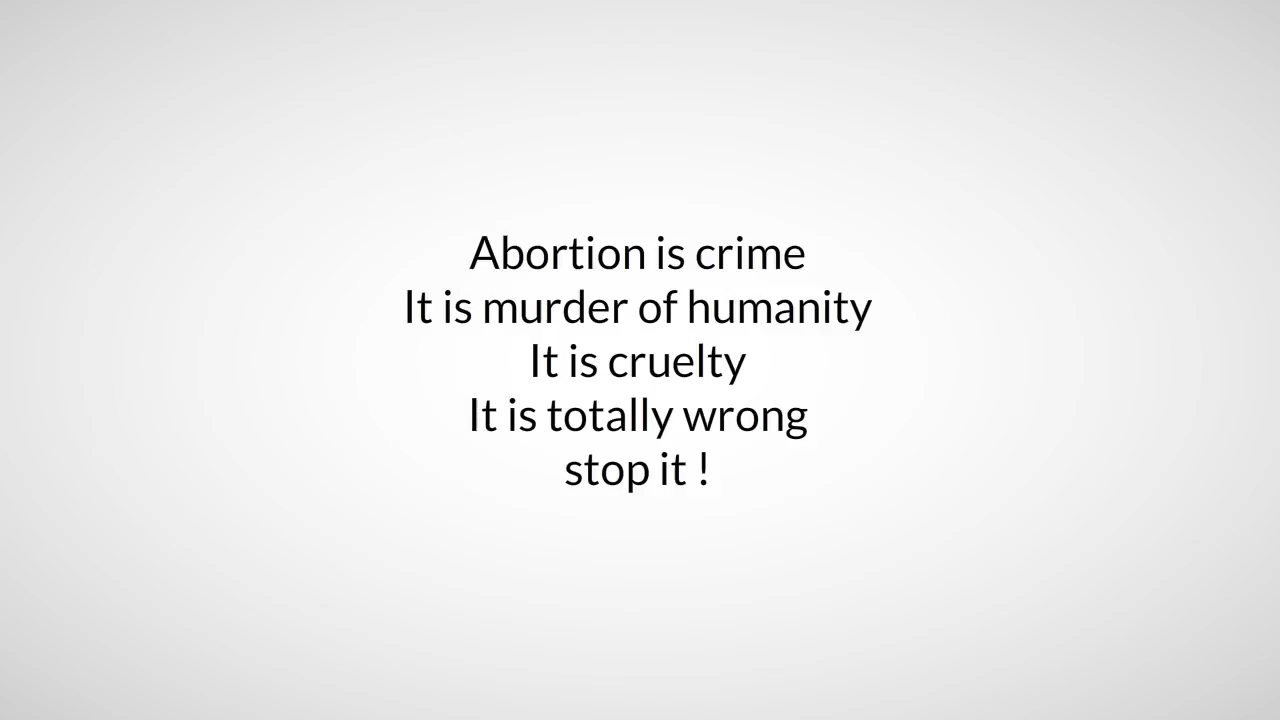 Abortion is crime
It is murder of humanity
It is cruelty
It is totally wrong
stop it !